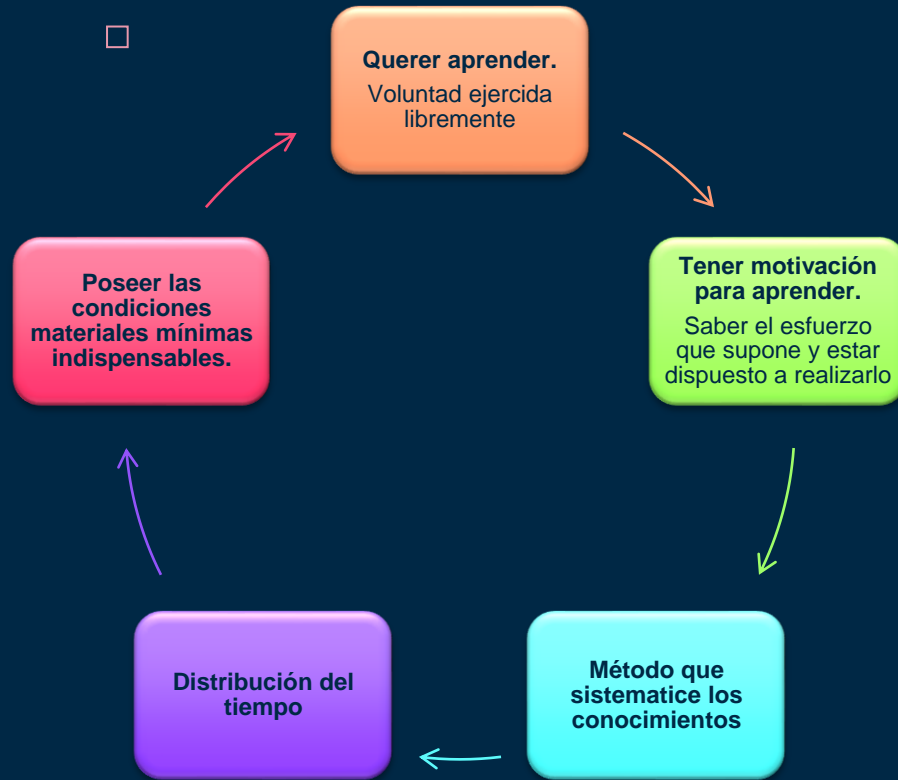 Querer aprender.
Voluntad ejercida
libremente
Tener motivación
para aprender.
Saber el esfuerzo
que supone y estar
dispuesto a realizarlo
Método que
sistematice los
conocimientos
Distribución del
tiempo
Poseer las
condiciones
materiales mínimas
indispensables.